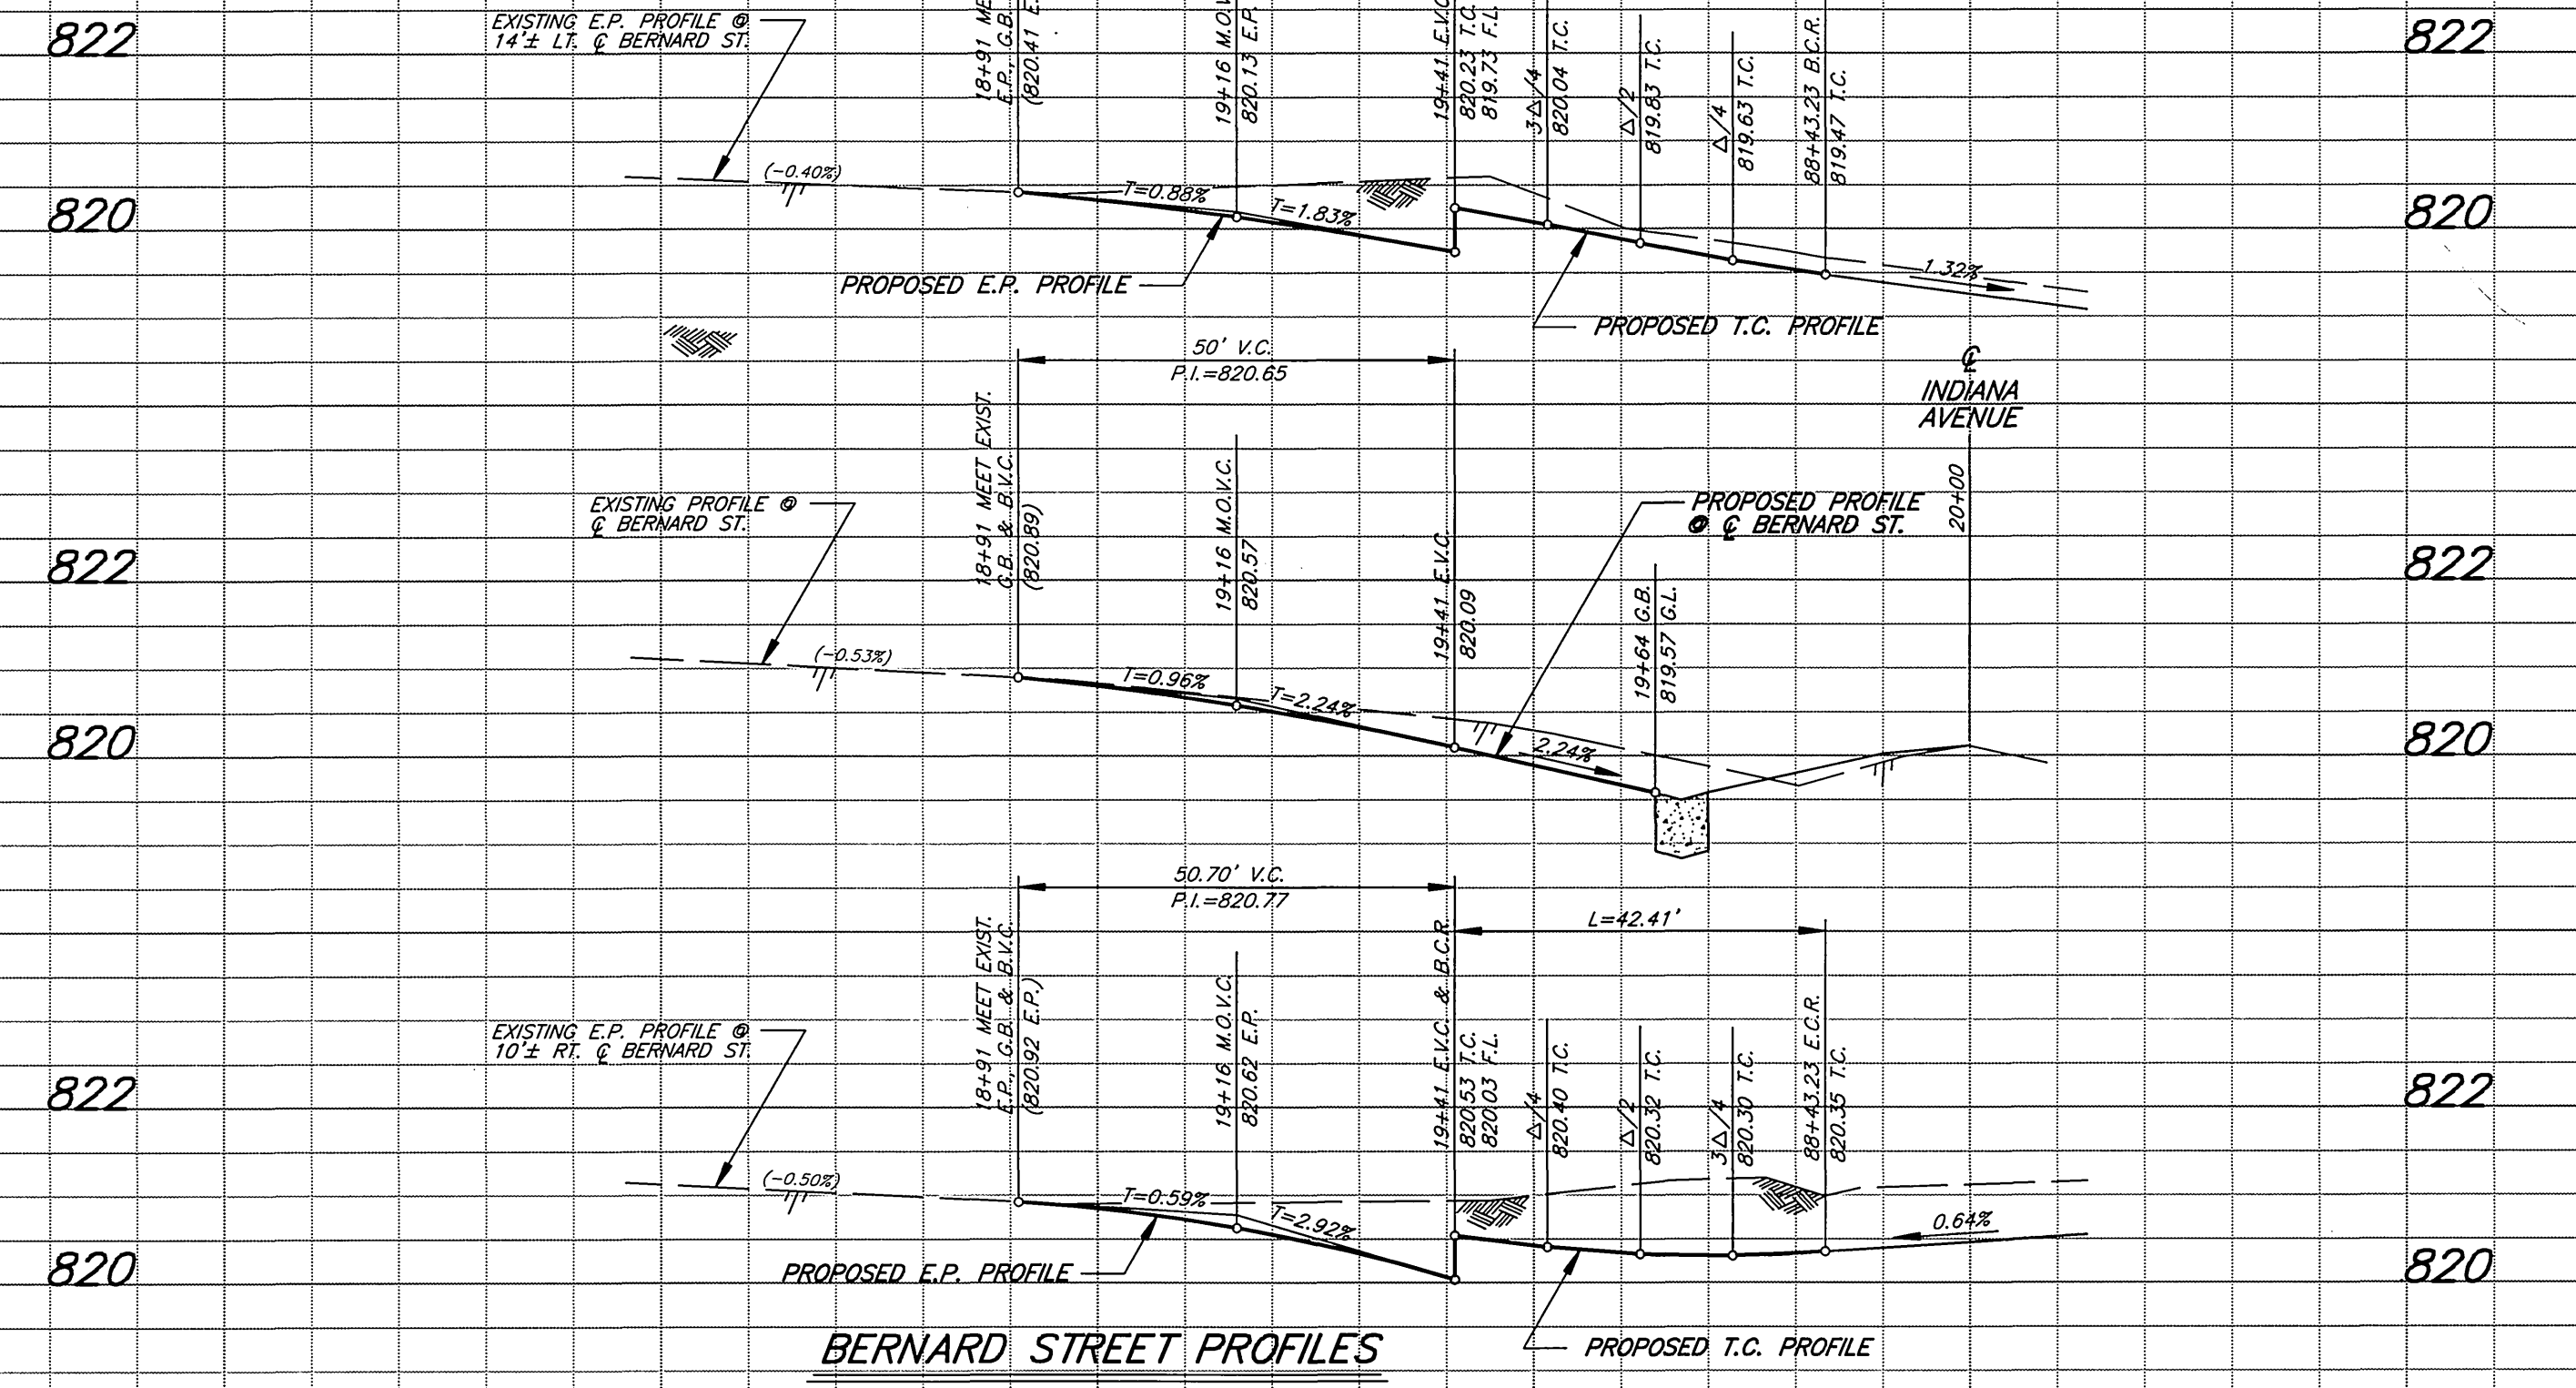 EXISTING E.P. PROFILE @
14'± LT. ℄ BERNARD ST.
822
822
E.P., G.B.
(820.41
19+16
820.13 E.P.
19+41 E.V.C.
820.23 T.C.
819.73 F.L.
3△/4
820.04 T.C.
△/2
819.83 T.C.
△/4
819.63 T.C.
88+43.23 B.C.R.
819.47 T.C.
(-0.40%)
T=0.88%
T=1.83%
820
820
1.32%
PROPOSED E.P. PROFILE
PROPOSED T.C. PROFILE
50' V.C.
P.I.=820.65
℄
INDIANA
AVENUE
18+91 MEET EXIST.
G.B. & B.V.C.
(820.89)
19+16 M.O.V.C.
820.57
19+41 E.V.C.
820.09
EXISTING PROFILE @
℄ BERNARD ST.
PROPOSED PROFILE
@ ℄ BERNARD ST.
20+00
822
822
19+64 G.B.
819.57 G.L.
(-0.53%)
T=0.96%
T=2.24%
2.24%
820
820
50.70' V.C.
P.I.=820.77
L=42.41'
18+91 MEET EXIST.
E.P., G.B. & B.V.C.
(820.92 E.P.)
19+16 M.O.V.C.
820.62 E.P.
19+41 E.V.C. & B.C.R.
820.53 T.C.
820.03 F.L.
△/4
820.40 T.C.
△/2
820.32 T.C.
3△/4
820.30 T.C.
88+43.23 E.C.R.
820.35 T.C.
EXISTING E.P. PROFILE @
10'± RT. ℄ BERNARD ST.
822
822
(-0.50%)
T=0.59%
T=2.92%
0.64%
820
820
PROPOSED E.P. PROFILE
PROPOSED T.C. PROFILE
BERNARD STREET PROFILES